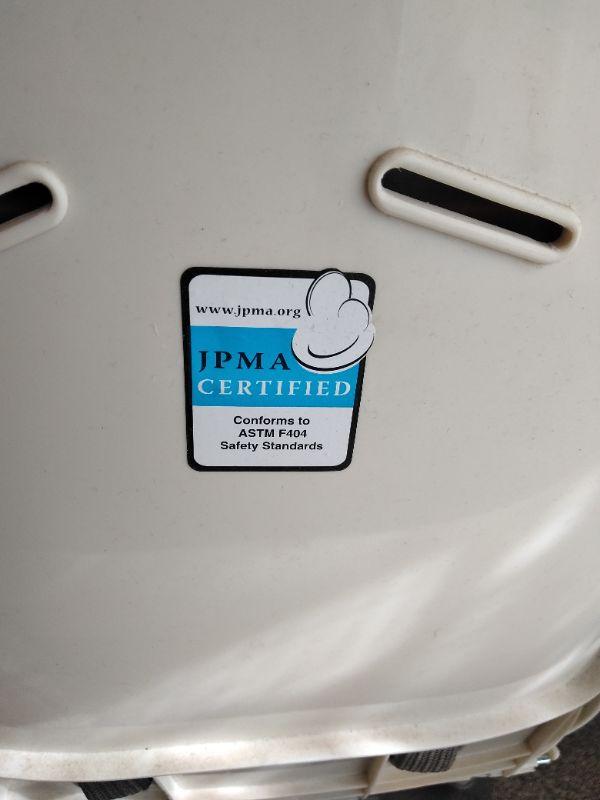 www.jpma.org
JPMA
CERTIFIED
Conforms to
ASTM F404
Safety Standards